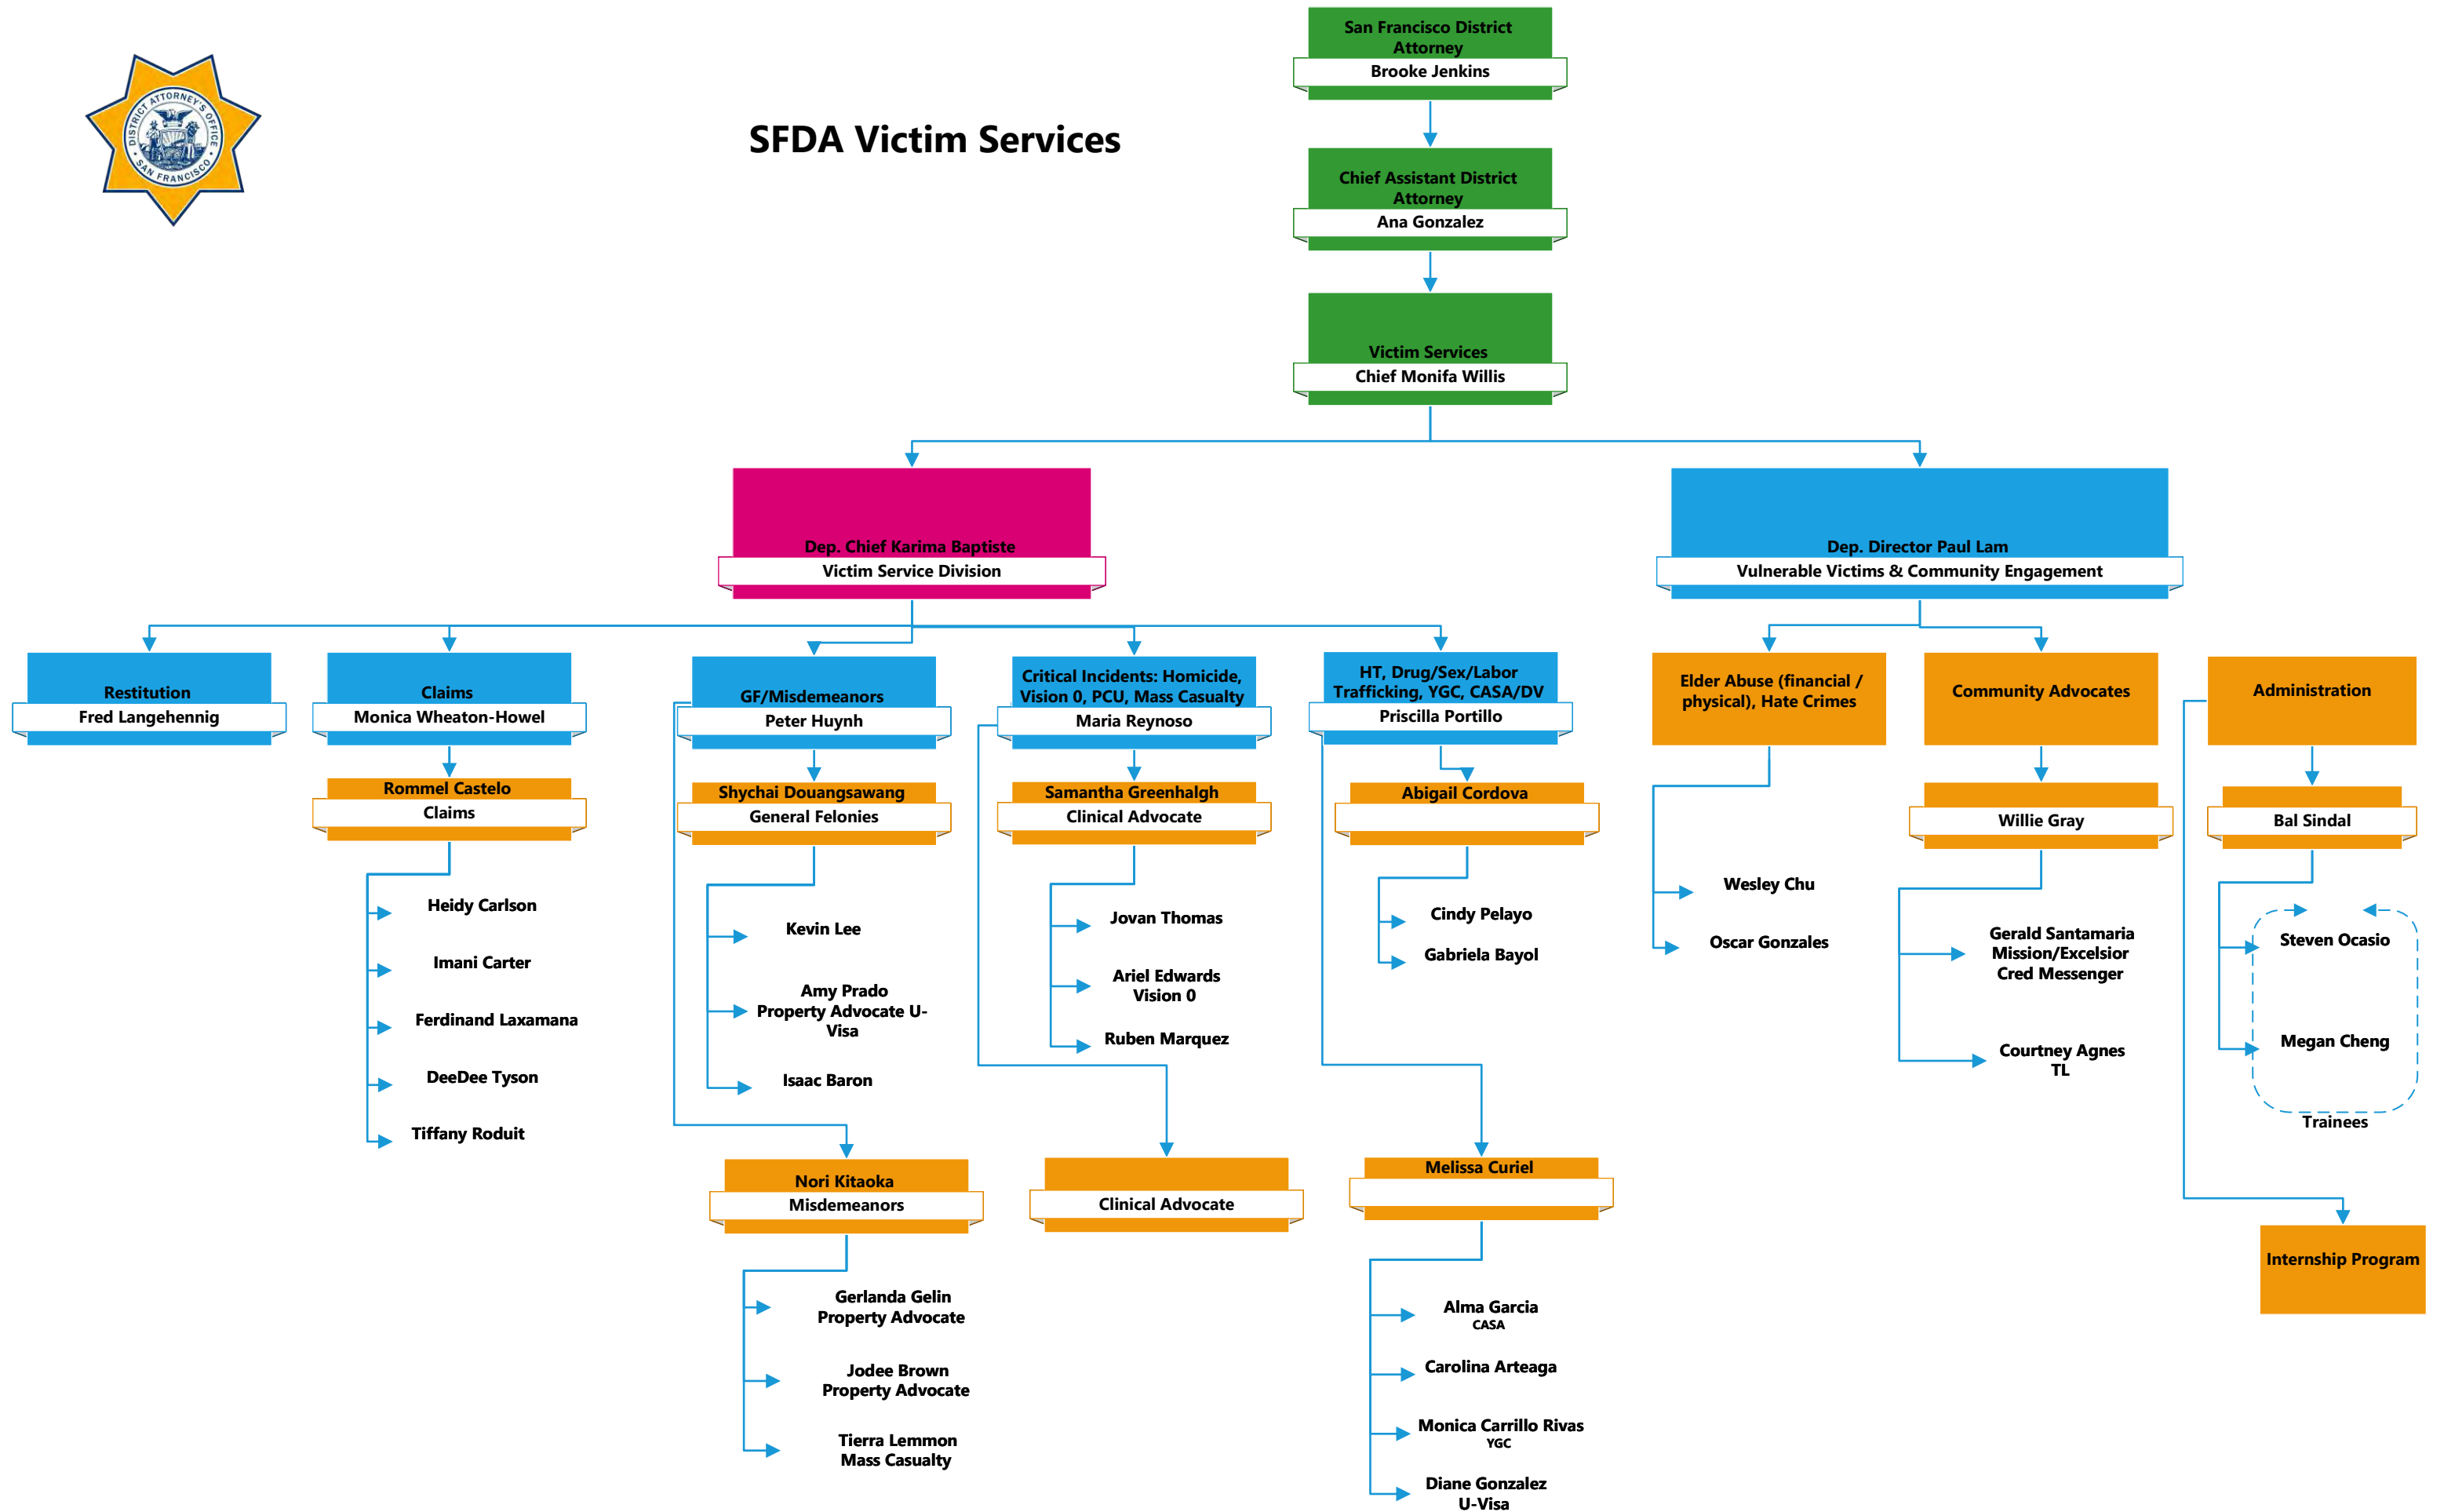 San Francisco District
Attorney
Brooke Jenkins
DISTRICT ATTORNEY'S OFFICE
SAN FRANCISCO
SFDA Victim Services
Chief Assistant District
Attorney
Ana Gonzalez
Victim Services
Chief Monifa Willis
Dep. Chief Karima Baptiste
Victim Service Division
Dep. Director Paul Lam
Vulnerable Victims & Community Engagement
Restitution
Fred Langehennig
Claims
Monica Wheaton-Howel
GF/Misdemeanors
Peter Huynh
Critical Incidents: Homicide,
Vision 0, PCU, Mass Casualty
Maria Reynoso
HT, Drug/Sex/Labor
Trafficking, YGC, CASA/DV
Priscilla Portillo
Elder Abuse (financial /
physical), Hate Crimes
Community Advocates
Administration
Rommel Castelo
Claims
Shychai Douangsawang
General Felonies
Samantha Greenhalgh
Clinical Advocate
Abigail Cordova
Willie Gray
Bal Sindal
Heidy Carlson
Imani Carter
Ferdinand Laxamana
DeeDee Tyson
Tiffany Roduit
Kevin Lee
Amy Prado
Property Advocate U-
Visa
Isaac Baron
Jovan Thomas
Ariel Edwards
Vision 0
Ruben Marquez
Cindy Pelayo
Gabriela Bayol
Wesley Chu
Oscar Gonzales
Gerald Santamaria
Mission/Excelsior
Cred Messenger
Courtney Agnes
TL
Steven Ocasio
Megan Cheng
Trainees
Nori Kitaoka
Misdemeanors
Clinical Advocate
Melissa Curiel
Internship Program
Gerlanda Gelin
Property Advocate
Jodee Brown
Property Advocate
Tierra Lemmon
Mass Casualty
Alma Garcia
CASA
Carolina Arteaga
Monica Carrillo Rivas
YGC
Diane Gonzalez
U-Visa